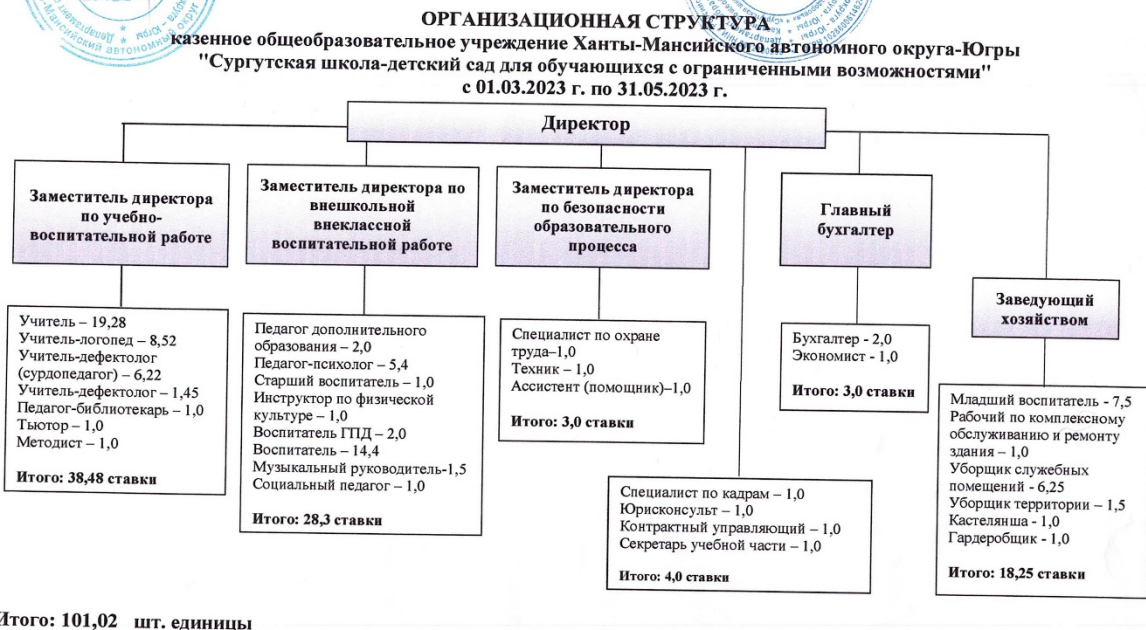 Мансийский автономный округ
ОРГАНИЗАЦИОННАЯ СТРУКТУРА
казенное общеобразовательное учреждение Ханты-Мансийского автономного округа-Югры
"Сургутская школа-детский сад для обучающихся с ограниченными возможностями"
с 01.03.2023 г. по 31.05.2023 г.
Директор
Заместитель директора
по учебно-
воспитательной работе
Заместитель директора по
внешкольной
внеклассной
воспитательной работе
Заместитель директора
по безопасности
образовательного
процесса
Главный
бухгалтер
Заведующий
хозяйством
Учитель – 19,28
Учитель-логопед – 8,52
Учитель-дефектолог
(сурдопедагог) – 6,22
Учитель-дефектолог – 1,45
Педагог-библиотекарь – 1,0
Тьютор – 1,0
Методист – 1,0
Итого: 38,48 ставки
Педагог дополнительного
образования – 2,0
Педагог-психолог – 5,4
Старший воспитатель – 1,0
Инструктор по физической
культуре – 1,0
Воспитатель ГПД – 2,0
Воспитатель – 14,4
Музыкальный руководитель-1,5
Социальный педагог – 1,0
Итого: 28,3 ставки
Специалист по охране
труда–1,0
Техник – 1,0
Ассистент (помощник)–1,0
Итого: 3,0 ставки
Специалист по кадрам – 1,0
Юрисконсульт – 1,0
Контрактный управляющий – 1,0
Секретарь учебной части – 1,0
Итого: 4,0 ставки
Бухгалтер - 2,0
Экономист - 1,0
Итого: 3,0 ставки
Младший воспитатель - 7,5
Рабочий по комплексному
обслуживанию и ремонту
здания – 1,0
Уборщик служебных
помещений - 6,25
Уборщик территории – 1,5
Кастелянша - 1,0
Гардеробщик - 1,0
Итого: 18,25 ставки
Итого: 101,02 шт. единицы